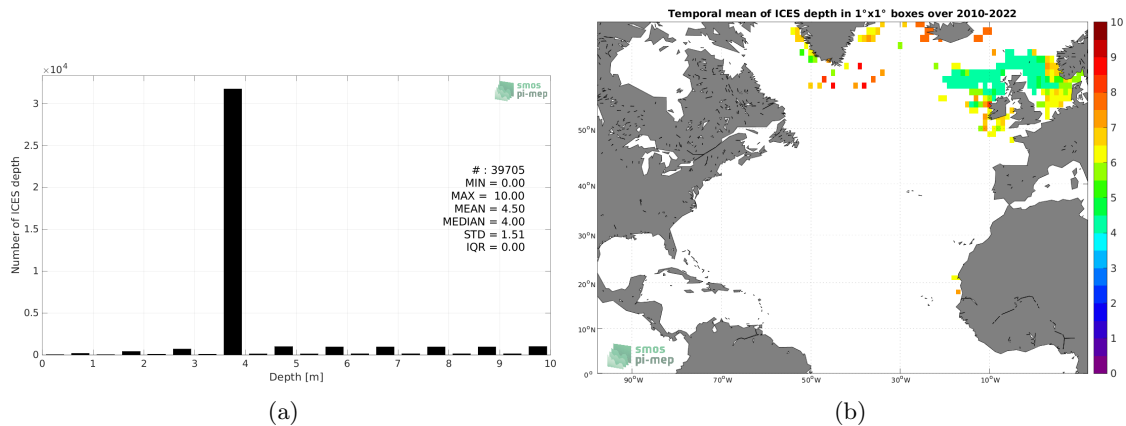 ×10⁴
3
2.5
2
1.5
1
0.5
0
0 1 2 3 4 5 6 7 8 9 10
Number of ICES depth
Depth [m]
smos
pi-mep
# : 39705
MIN = 0.00
MAX = 10.00
MEAN = 4.50
MEDIAN = 4.00
STD = 1.51
IQR = 0.00
(a)
Temporal mean of ICES depth in 1°x1° boxes over 2010-2022
50°N
40°N
30°N
20°N
10°N
0°
90°W 70°W 50°W 30°W 10°W
smos
pi-mep
10
9
8
7
6
5
4
3
2
1
0
(b)